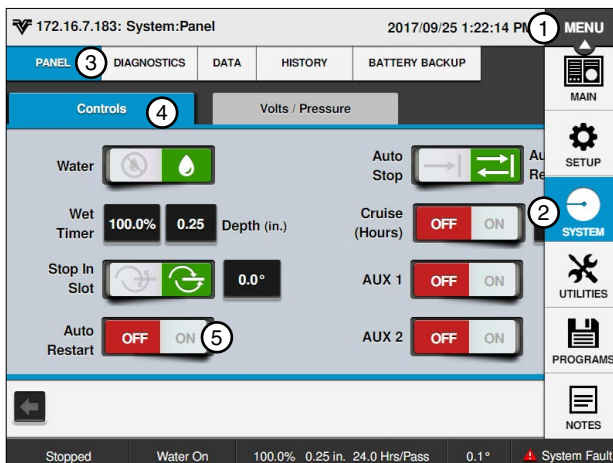 172.16.7.183: System:Panel 2017/09/25 1:22:14 PM 1 MENU
PANEL 3 DIAGNOSTICS DATA HISTORY BATTERY BACKUP
MAIN
Controls 4 Volts / Pressure
SETUP
Water Auto Stop
Wet Timer 100.0% 0.25 Depth (in.) Cruise (Hours) OFF ON 2 SYSTEM
Stop In Slot 0.0° AUX 1 OFF ON
UTILITIES
Auto Restart OFF ON 5 AUX 2 OFF ON
PROGRAMS
NOTES
Stopped Water On 100.0% 0.25 in. 24.0 Hrs/Pass 0.1° System Fault